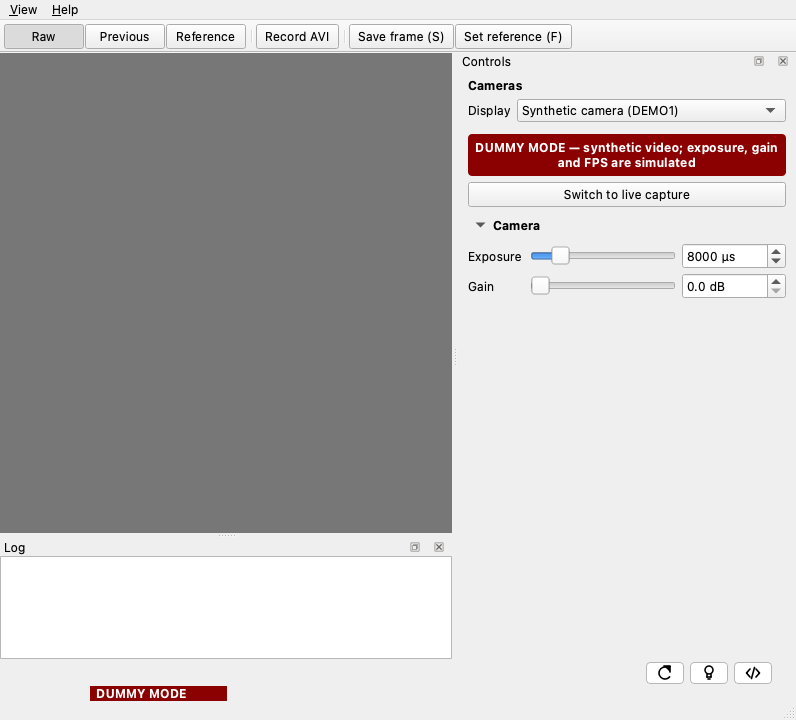 View Help
Raw Previous Reference Record AVI Save frame (S) Set reference (F)
Controls
Cameras
Display Synthetic camera (DEMO1)
DUMMY MODE — synthetic video; exposure, gain
and FPS are simulated
Switch to live capture
Camera
Exposure 8000 µs
Gain 0.0 dB
Log
DUMMY MODE